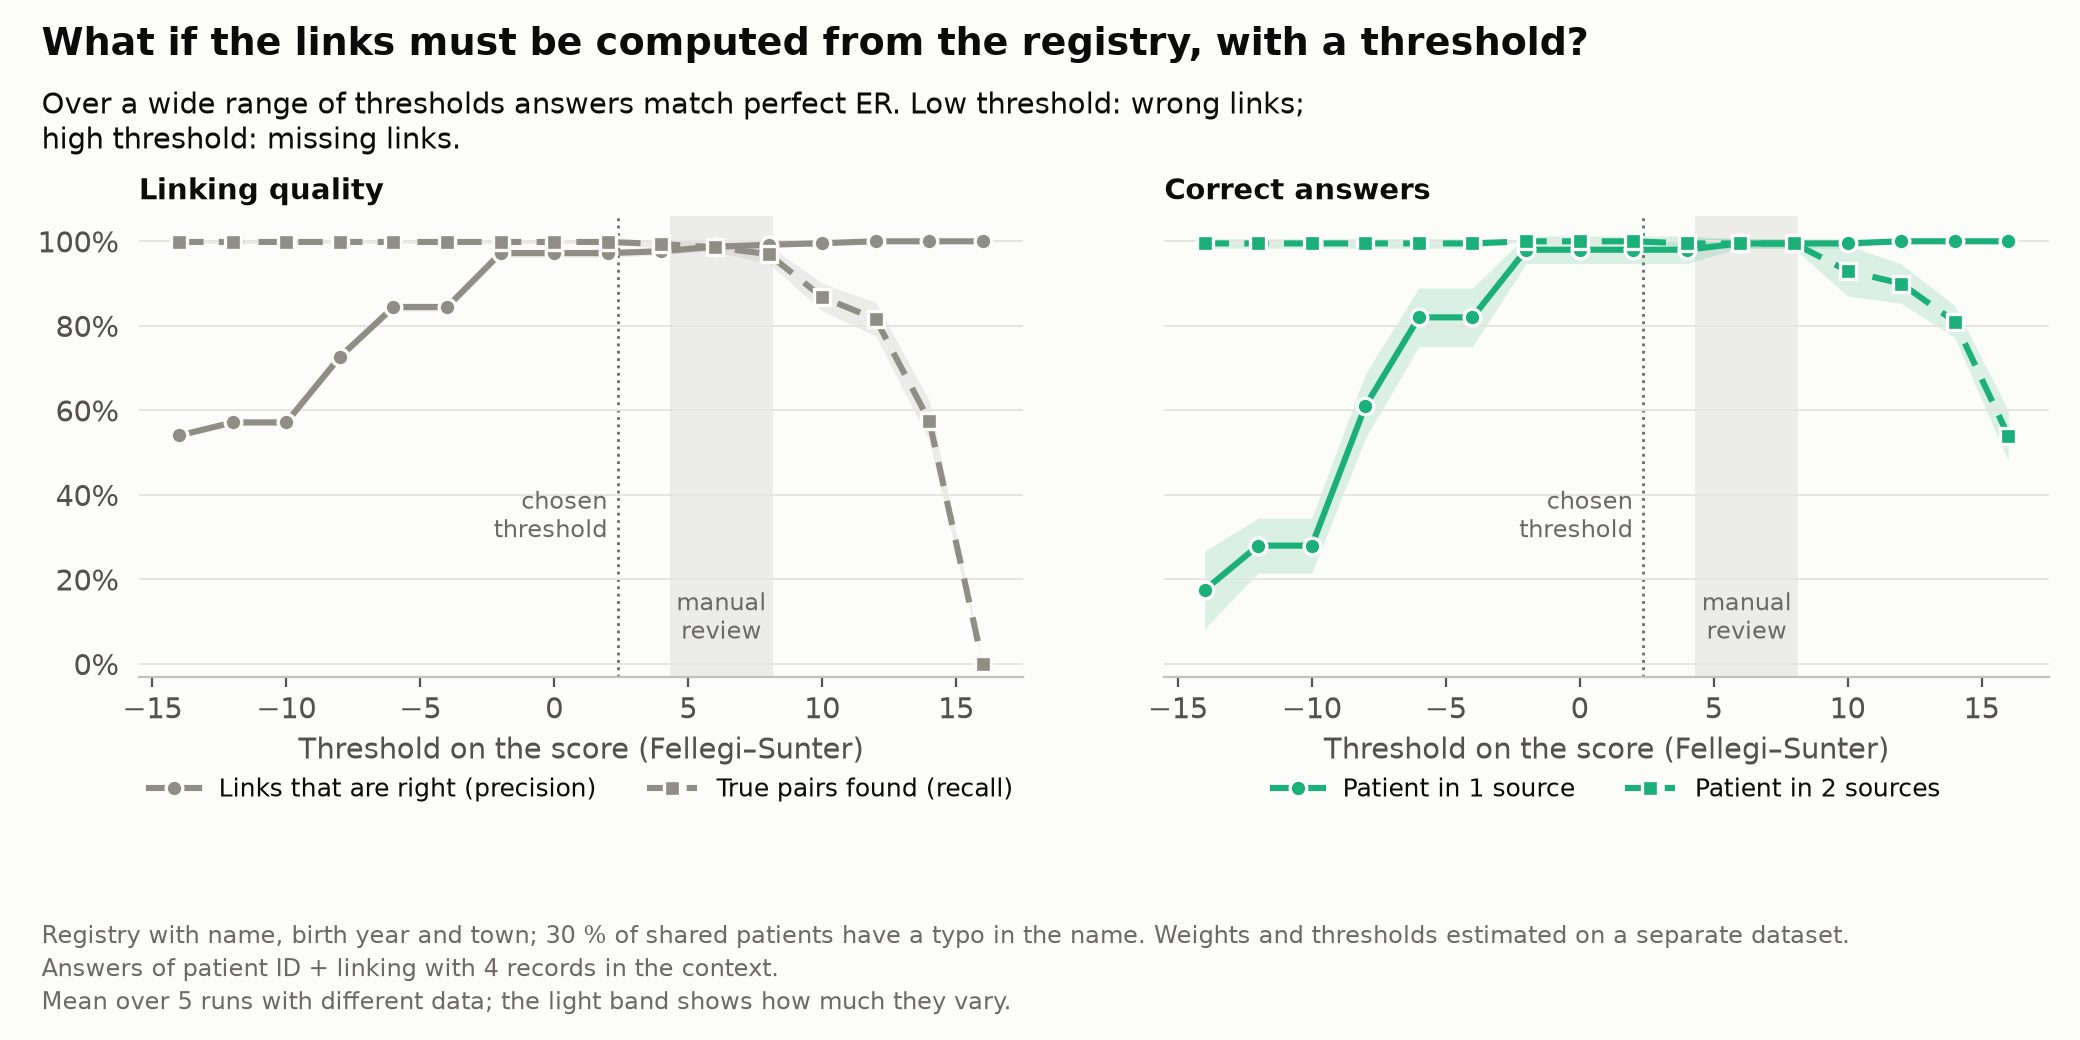 What if the links must be computed from the registry, with a threshold?
Over a wide range of thresholds answers match perfect ER. Low threshold: wrong links;
high threshold: missing links.
Linking quality
100%
80%
60%
40%
20%
0%
chosen
threshold
manual
review
−15 −10 −5 0 5 10 15
Threshold on the score (Fellegi–Sunter)
Links that are right (precision) True pairs found (recall)
Correct answers
chosen
threshold
manual
review
−15 −10 −5 0 5 10 15
Threshold on the score (Fellegi–Sunter)
Patient in 1 source Patient in 2 sources
Registry with name, birth year and town; 30 % of shared patients have a typo in the name. Weights and thresholds estimated on a separate dataset.
Answers of patient ID + linking with 4 records in the context.
Mean over 5 runs with different data; the light band shows how much they vary.